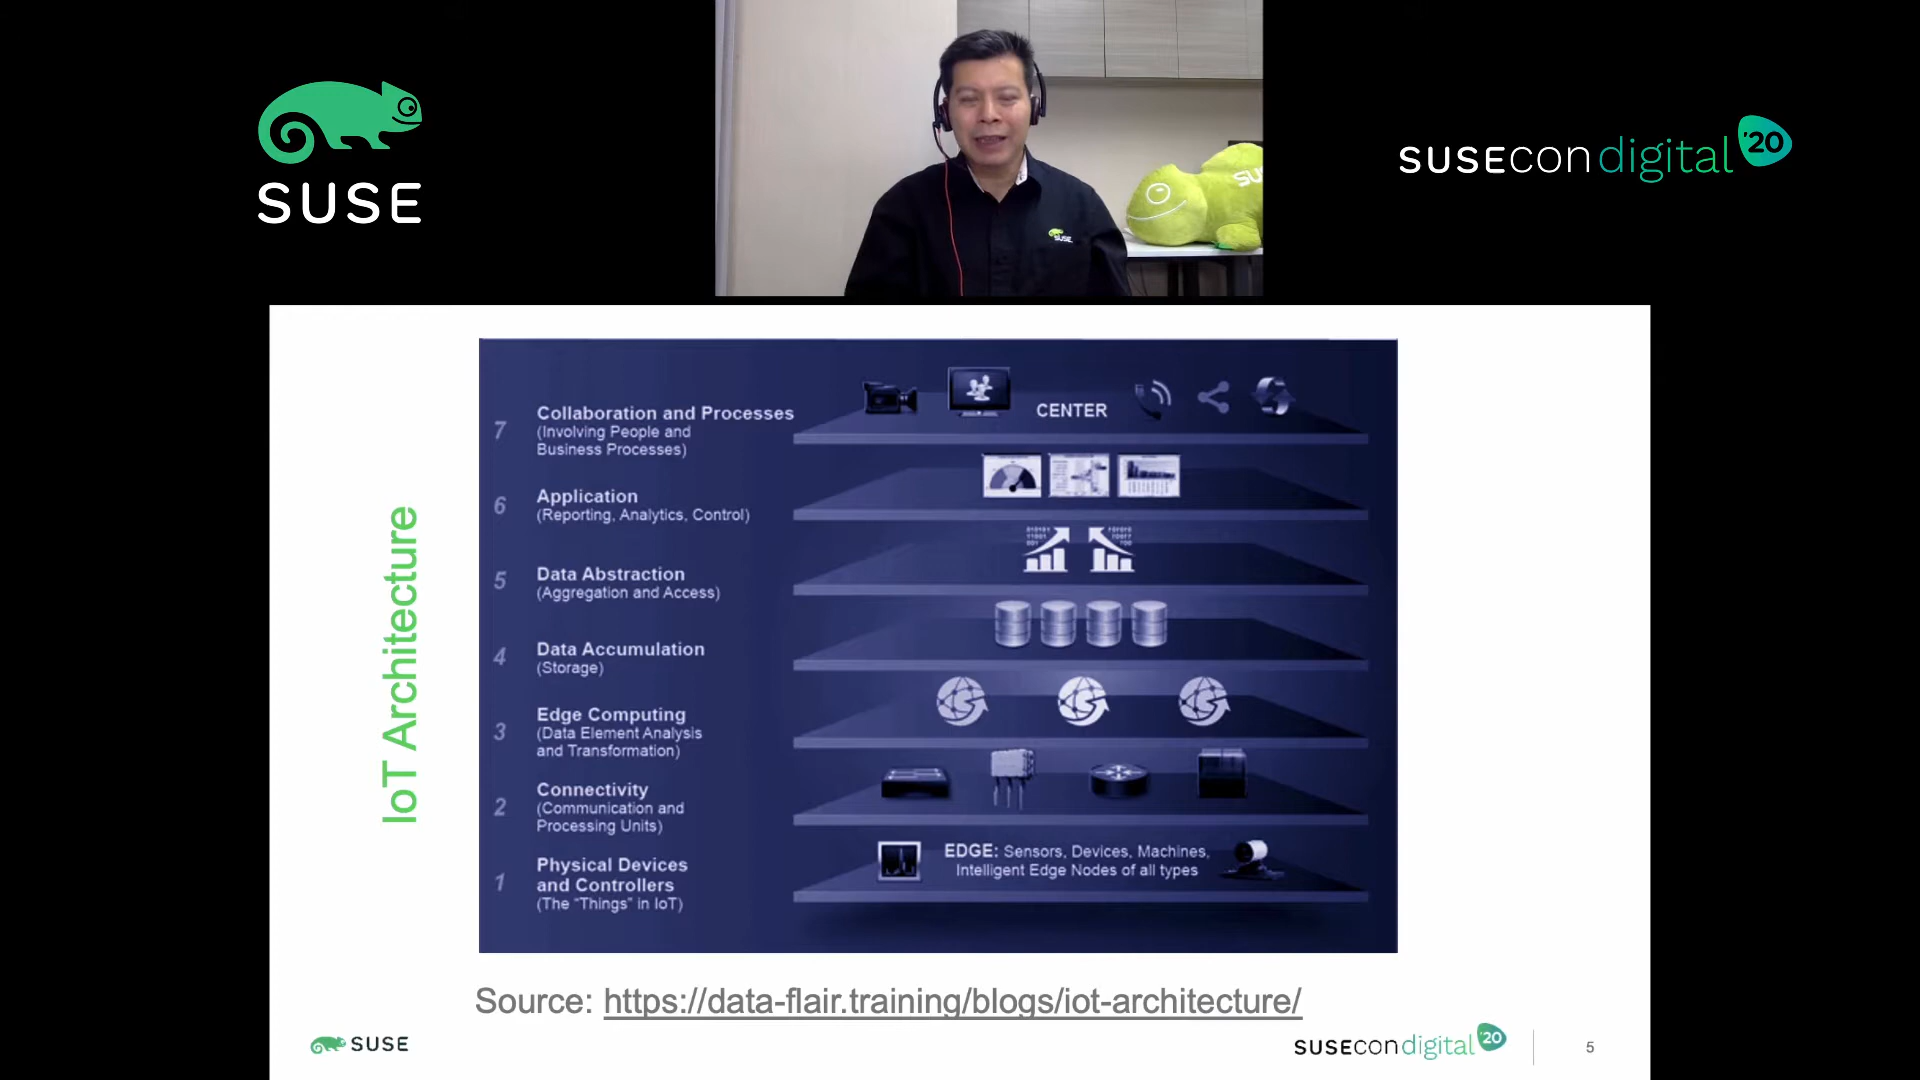 SUSE
SUSECON digital '20
SUSE
SUSE
IoT Architecture
7
Collaboration and Processes
(Involving People and
Business Processes)
CENTER
6
Application
(Reporting, Analytics, Control)
5
Data Abstraction
(Aggregation and Access)
4
Data Accumulation
(Storage)
3
Edge Computing
(Data Element Analysis
and Transformation)
2
Connectivity
(Communication and
Processing Units)
1
Physical Devices
and Controllers
(The “Things” in IoT)
EDGE: Sensors, Devices, Machines,
Intelligent Edge Nodes of all types
Source: https://data-flair.training/blogs/iot-architecture/
SUSE
SUSECON digital '20
5